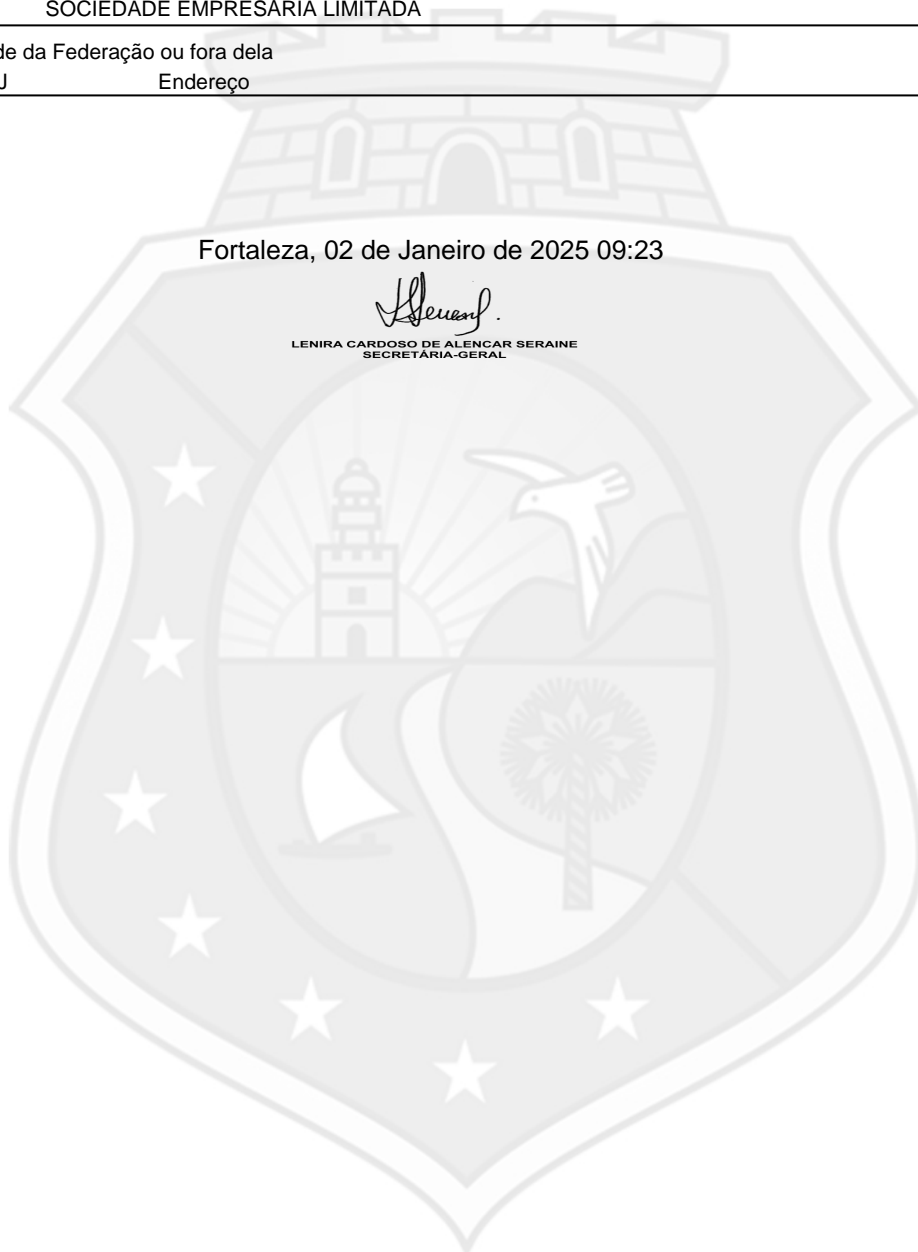 SOCIEDADE EMPRESARIA LIMITADA
de da Federação ou fora dela
J Endereço
Fortaleza, 02 de Janeiro de 2025 09:23
LENIRA CARDOSO DE ALENCAR SERAINE
SECRETÁRIA-GERAL